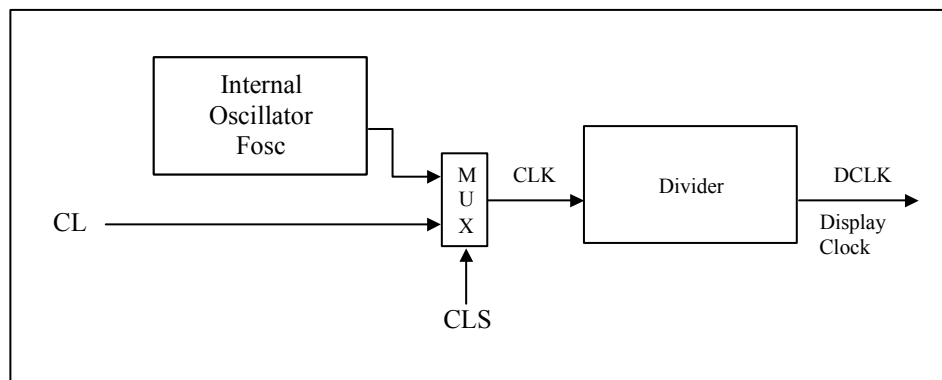 Internal
Oscillator
Fosc
M
U
X
CLK
Divider
DCLK
CL
Display
Clock
CLS